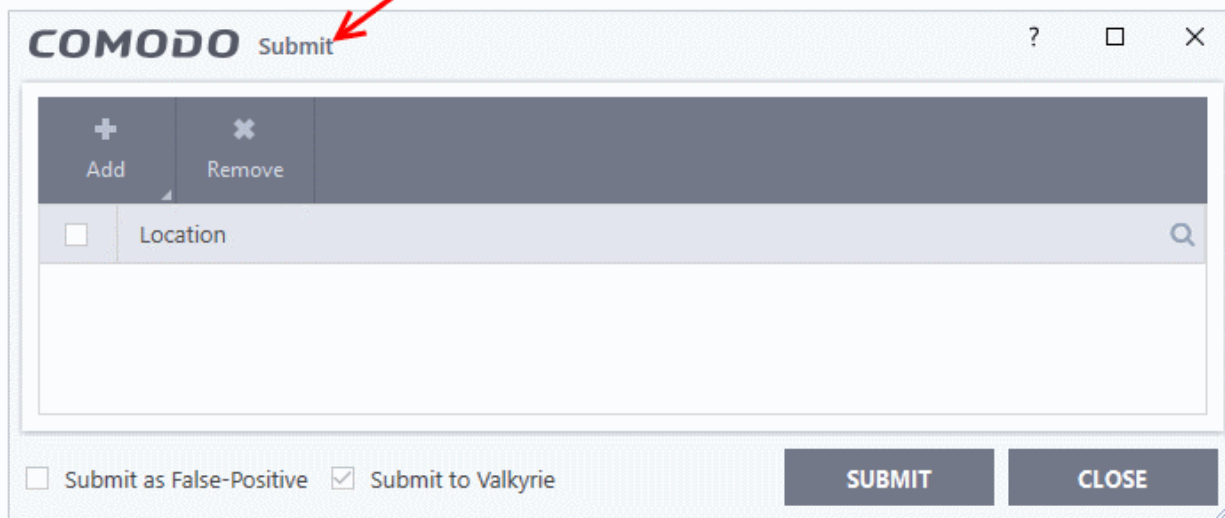 COMODO Submit ?
Add Remove
Location
Submit as False-Positive Submit to Valkyrie SUBMIT CLOSE